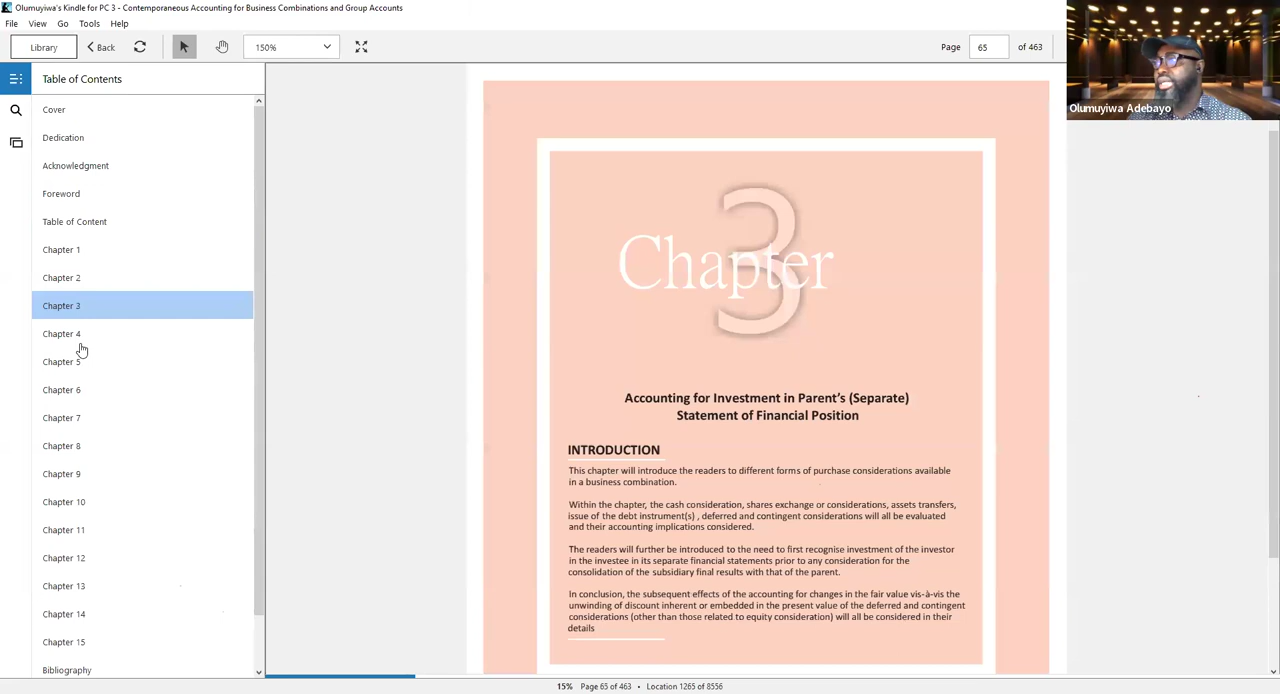 Olumuyiwa's Kindle for PC 3 - Contemporaneous Accounting for Business Combinations and Group Accounts
File View Go Tools Help
Library Back 150% Page 65 of 463
Olumuyiwa Adebayo
Table of Contents
Cover
Dedication
Acknowledgment
Foreword
Table of Content
Chapter 1
Chapter 2
Chapter 3
Chapter 4
Chapter 5
Chapter 6
Chapter 7
Chapter 8
Chapter 9
Chapter 10
Chapter 11
Chapter 12
Chapter 13
Chapter 14
Chapter 15
Bibliography
Chapter 3
Accounting for Investment in Parent's (Separate)
Statement of Financial Position
INTRODUCTION
This chapter will introduce the readers to different forms of purchase considerations available
in a business combination.
Within the chapter, the cash consideration, shares exchange or considerations, assets transfers,
issue of the debt instrument(s) , deferred and contingent considerations will all be evaluated
and their accounting implications considered.
The readers will further be introduced to the need to first recognise investment of the investor
in the investee in its separate financial statements prior to any consideration for the
consolidation of the subsidiary final results with that of the parent.
In conclusion, the subsequent effects of the accounting for changes in the fair value vis-à-vis the
unwinding of discount inherent or embedded in the present value of the deferred and contingent
considerations (other than those related to equity consideration) will all be considered in their
details
15% Page 65 of 463 • Location 1265 of 8556